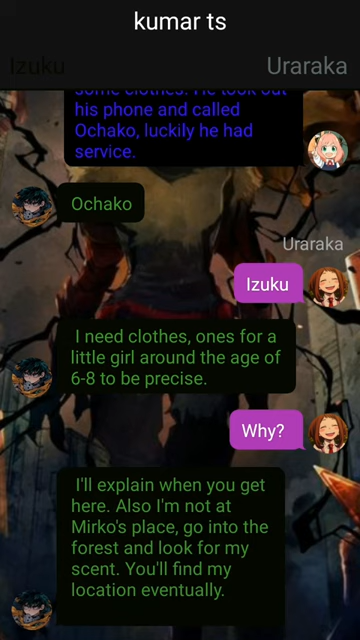 kumar ts
Izuku
Uraraka
some clothes. He took out
his phone and called
Ochako, luckily he had
service.
Ochako
Uraraka
Izuku
I need clothes, ones for a
little girl around the age of
6-8 to be precise.
Why?
I'll explain when you get
here. Also I'm not at
Mirko's place, go into the
forest and look for my
scent. You'll find my
location eventually.